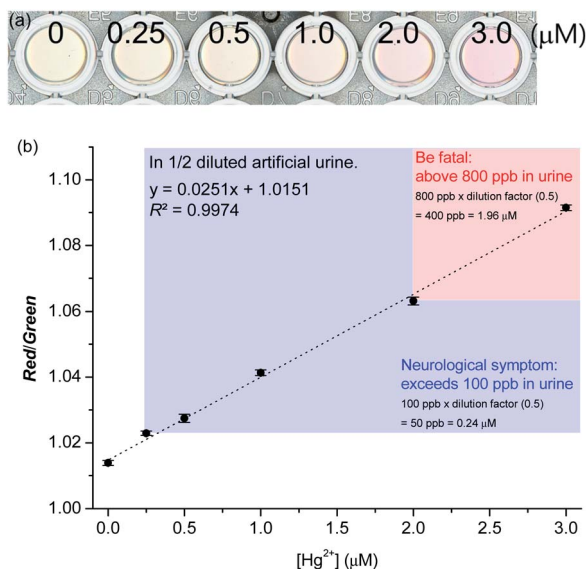 (a)
0 0.25 0.5 1.0 2.0 3.0 (μM)
(b)
In 1/2 diluted artificial urine.
y = 0.0251x + 1.0151
R² = 0.9974
Be fatal:
above 800 ppb in urine
800 ppb x dilution factor (0.5)
= 400 ppb = 1.96 μM
Neurological symptom:
exceeds 100 ppb in urine
100 ppb x dilution factor (0.5)
= 50 ppb = 0.24 μM
Red/Green
1.10
1.08
1.06
1.04
1.02
1.00
0.0 0.5 1.0 1.5 2.0 2.5 3.0
[Hg²⁺] (μM)